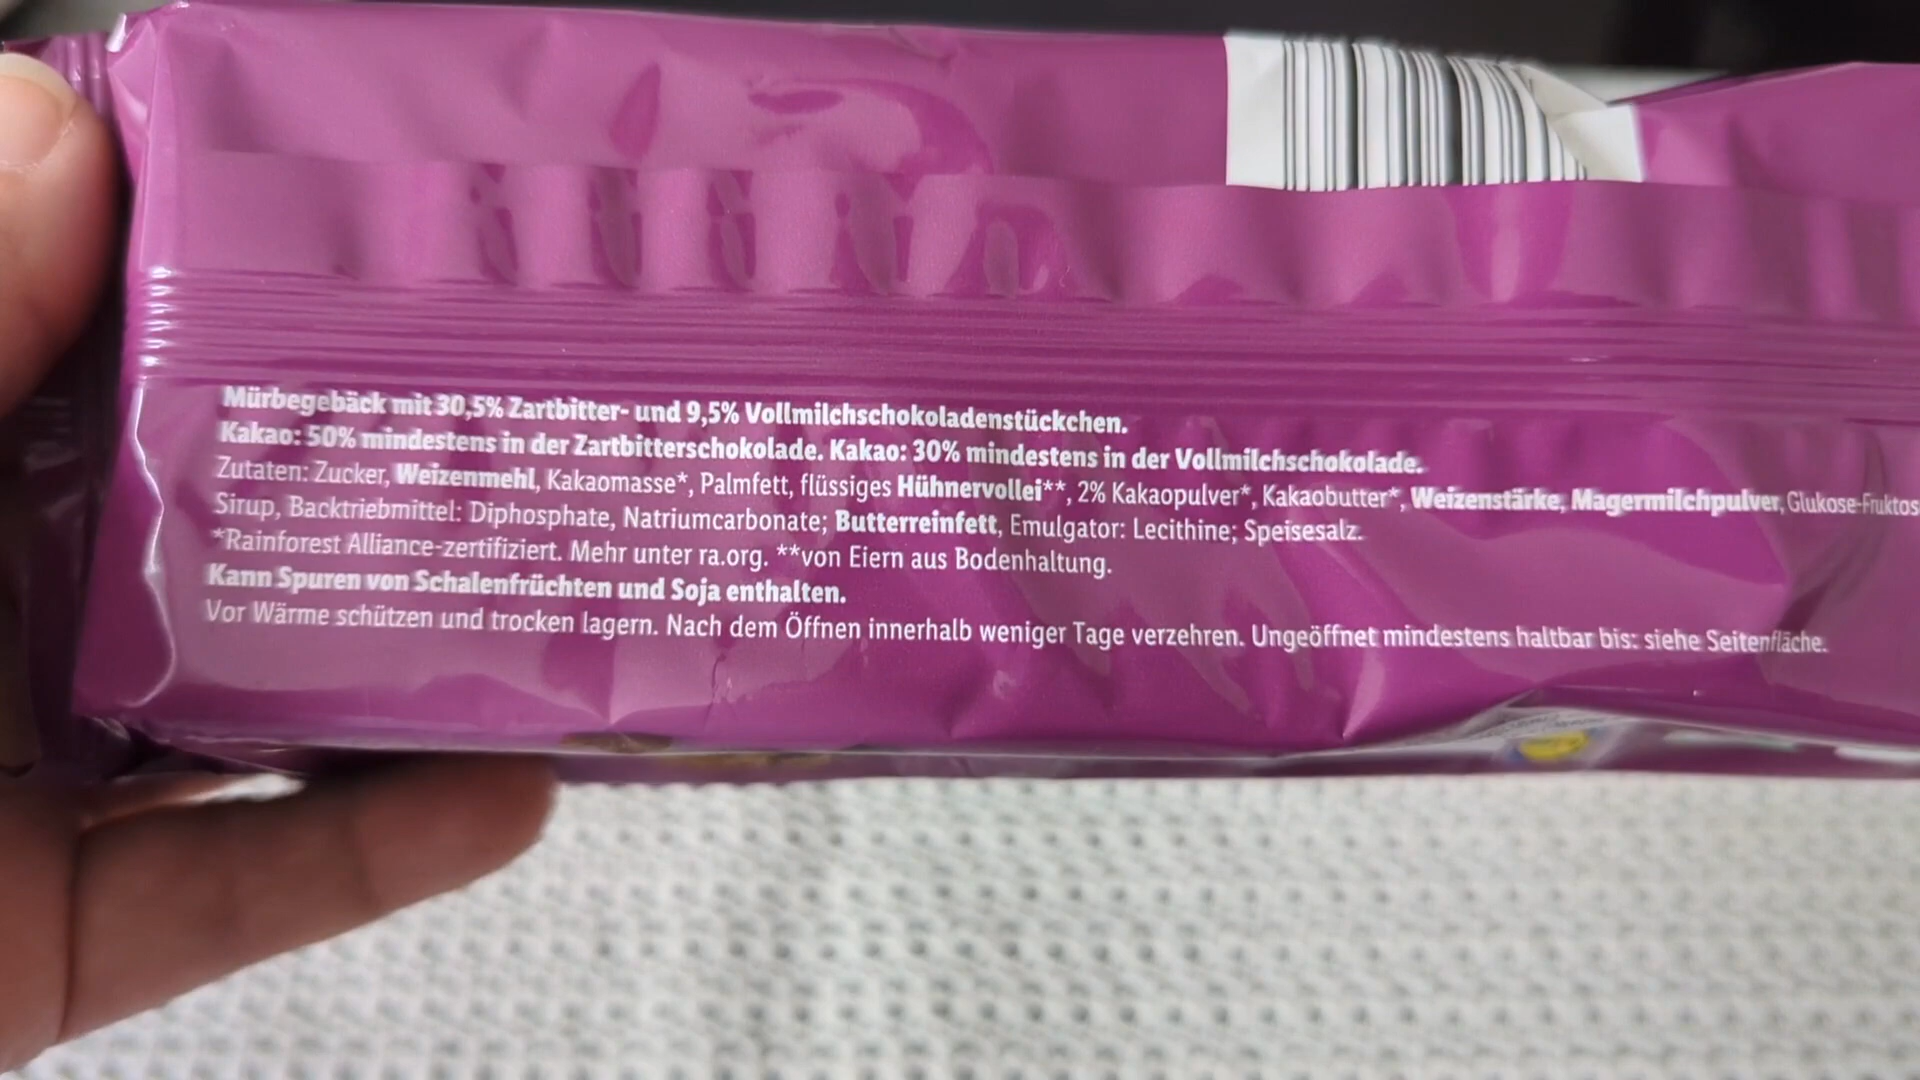 Mürbegebäck mit 30,5% Zartbitter- und 9,5% Vollmilchschokoladenstückchen.
Kakao: 50% mindestens in der Zartbitterschokolade. Kakao: 30% mindestens in der Vollmilchschokolade.
Zutaten: Zucker, Weizenmehl, Kakaomasse*, Palmfett, flüssiges Hühnervollei**, 2% Kakaopulver*, Kakaobutter*, Weizenstärke, Magermilchpulver, Glukose-Fruktos
Sirup, Backtriebmittel: Diphosphate, Natriumcarbonate; Butterreinfett, Emulgator: Lecithine; Speisesalz.
*Rainforest Alliance-zertifiziert. Mehr unter ra.org. **von Eiern aus Bodenhaltung.
Kann Spuren von Schalenfrüchten und Soja enthalten.
Vor Wärme schützen und trocken lagern. Nach dem Öffnen innerhalb weniger Tage verzehren. Ungeöffnet mindestens haltbar bis: siehe Seitenfläche.